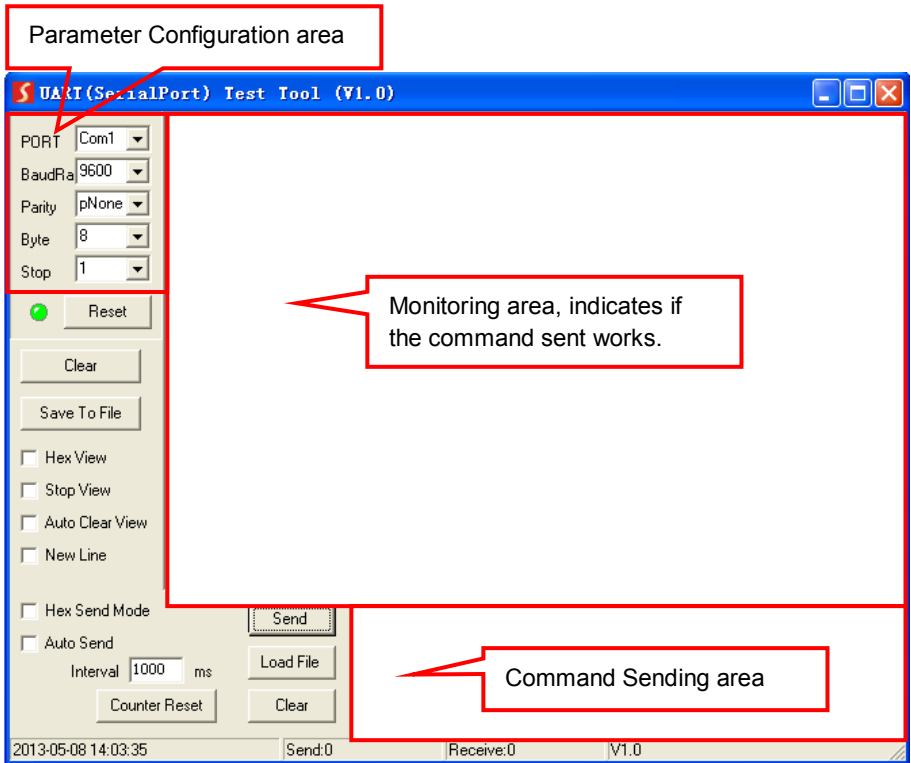 Parameter Configuration area
UART(SerialPort) Test Tool (V1.0)
PORT Com1
BaudRa 9600
Parity pNone
Byte 8
Stop 1
Reset
Monitoring area, indicates if
the command sent works.
Clear
Save To File
Hex View
Stop View
Auto Clear View
New Line
Hex Send Mode
Send
Auto Send
Interval 1000 ms
Load File
Command Sending area
Counter Reset
Clear
2013-05-08 14:03:35 Send:0 Receive:0 V1.0